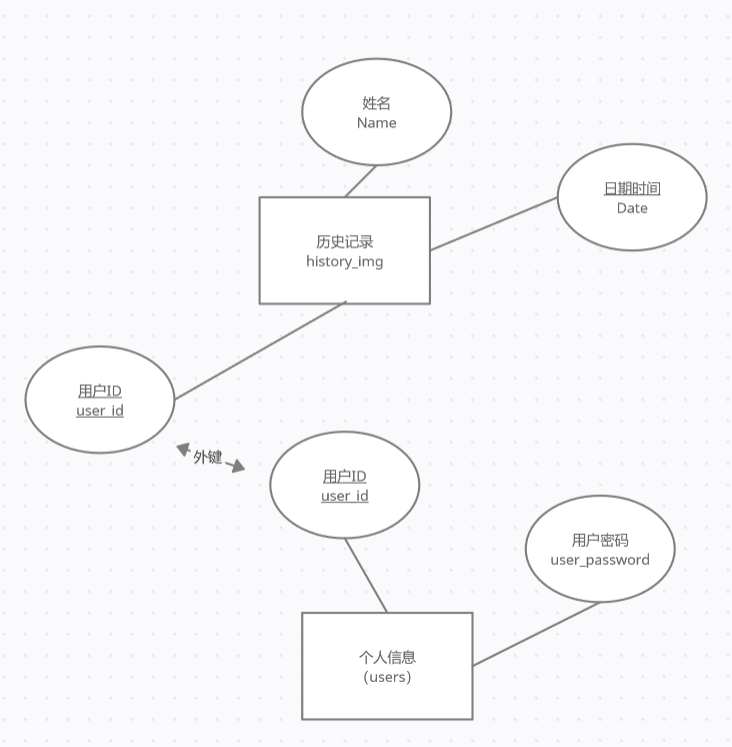 姓名
Name
日期时间
Date
历史记录
history_img
用户ID
user_id
外键
用户ID
user_id
用户密码
user_password
个人信息
(users)